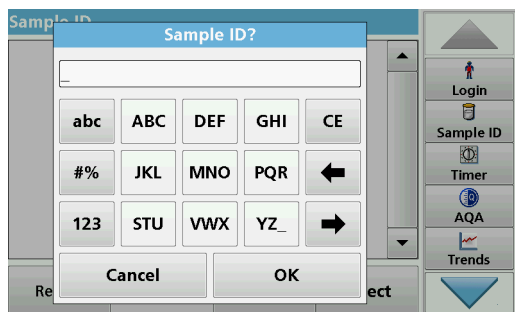 Sample ID
Sample ID?
_
abc ABC DEF GHI CE
#% JKL MNO PQR
123 STU VWX YZ_
Cancel OK
Re ect
Login
Sample ID
Timer
AQA
Trends